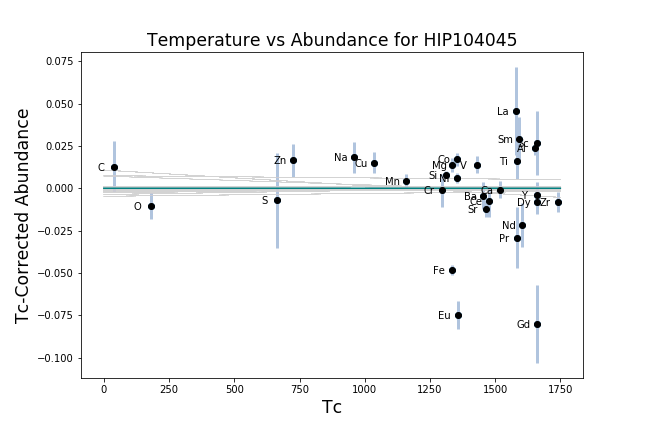 Temperature vs Abundance for HIP104045
Tc-Corrected Abundance
0.075
0.050
0.025
0.000
−0.025
−0.050
−0.075
−0.100
La
Sm
Sc
Al
Ti
C
Zn
Na
Cu
Co
Mg
V
Si
Ni
Mn
Cr
Ca
Ba
Y
Ce
Dy
Zr
Sr
O
S
Nd
Pr
Fe
Eu
Gd
0
250
500
750
1000
1250
1500
1750
Tc